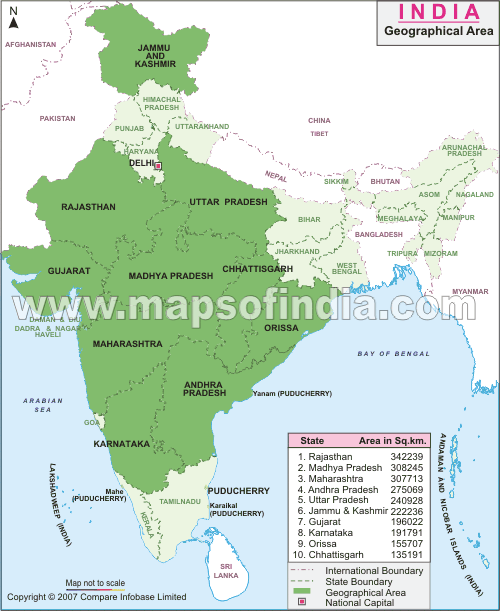 N
INDIA
Geographical Area
AFGHANISTAN
JAMMU
AND
KASHMIR
PAKISTAN
HIMACHAL
PRADESH
PUNJAB
UTTARAKHAND
CHINA
TIBET
HARYANA
DELHI
ARUNACHAL
PRADESH
NEPAL
SIKKIM
BHUTAN
ASOM
NAGALAND
RAJASTHAN
UTTAR PRADESH
BIHAR
MEGHALAYA
MANIPUR
BANGLADESH
JHARKHAND
TRIPURA
MIZORAM
GUJARAT
MADHYA PRADESH
CHHATTISGARH
WEST
BENGAL
MYANMAR
www.mapsofindia.com
DAMAN & DIU
DADRA & NAGAR
HAVELI
ORISSA
MAHARASHTRA
BAY OF BENGAL
ANDHRA
PRADESH
Yanam (PUDUCHERRY)
ARABIAN
SEA
GOA
KARNATAKA
LAKSHADWEEP (INDIA)
Mahe
(PUDUCHERRY)
PUDUCHERRY
TAMILNADU
Karaikal
(PUDUCHERRY)
KERALA
SRI
LANKA
ANDAMAN AND NICOBAR ISLANDS (INDIA)
State Area in Sq.km.
1. Rajasthan 342239
2. Madhya Pradesh 308245
3. Maharashtra 307713
4. Andhra Pradesh 275069
5. Uttar Pradesh 240928
6. Jammu & Kashmir 222236
7. Gujarat 196022
8. Karnataka 191791
9. Orissa 155707
10. Chhattisgarh 135191
International Boundary
State Boundary
Geographical Area
National Capital
Map not to scale
Copyright © 2007 Compare Infobase Limited